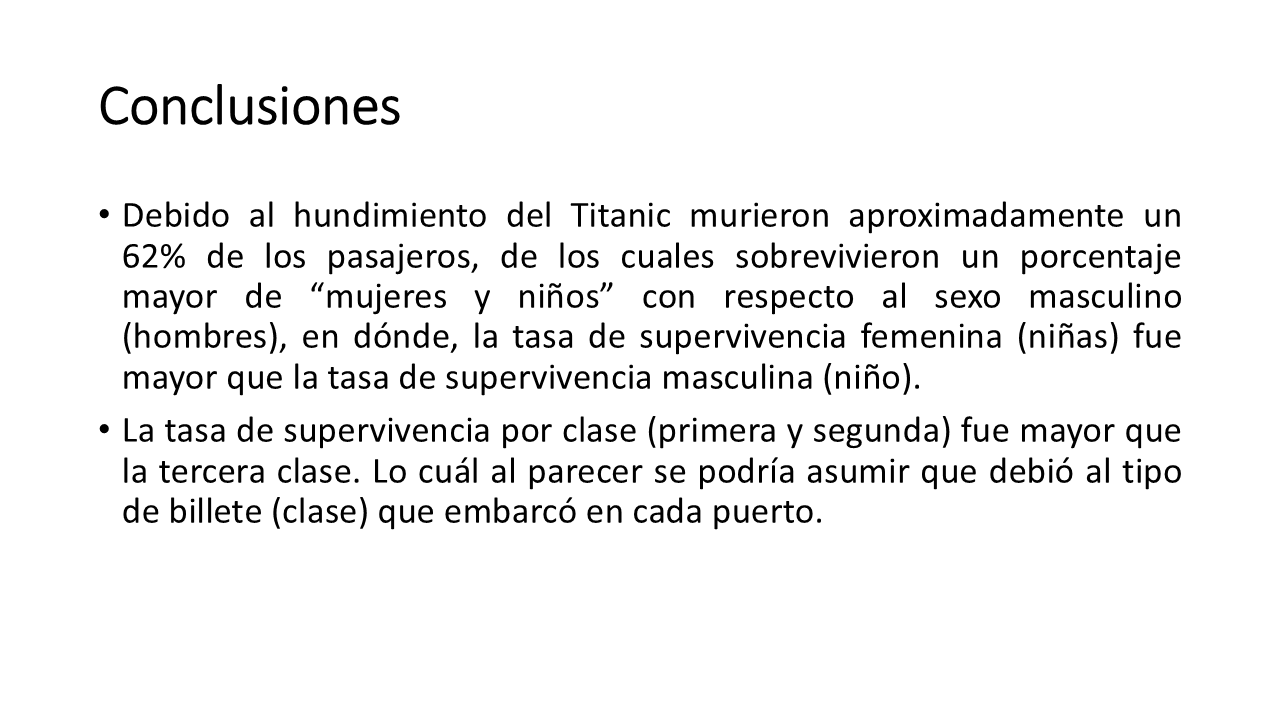 Conclusiones
• Debido al hundimiento del Titanic murieron aproximadamente un
62% de los pasajeros, de los cuales sobrevivieron un porcentaje
mayor de “mujeres y niños” con respecto al sexo masculino
(hombres), en dónde, la tasa de supervivencia femenina (niñas) fue
mayor que la tasa de supervivencia masculina (niño).
• La tasa de supervivencia por clase (primera y segunda) fue mayor que
la tercera clase. Lo cuál al parecer se podría asumir que debió al tipo
de billete (clase) que embarcó en cada puerto.